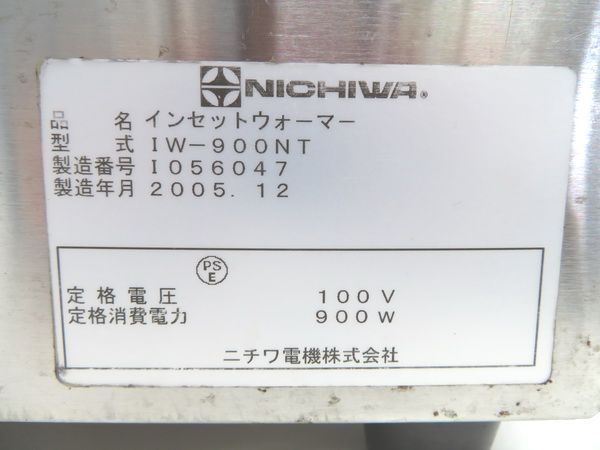 NICHIWA®
品名 インセットウォーマー
型式 IW-900NT
製造番号 I056047
製造年月 2005.12
PS
E
定格電圧 100V
定格消費電力 900W
ニチワ電機株式会社